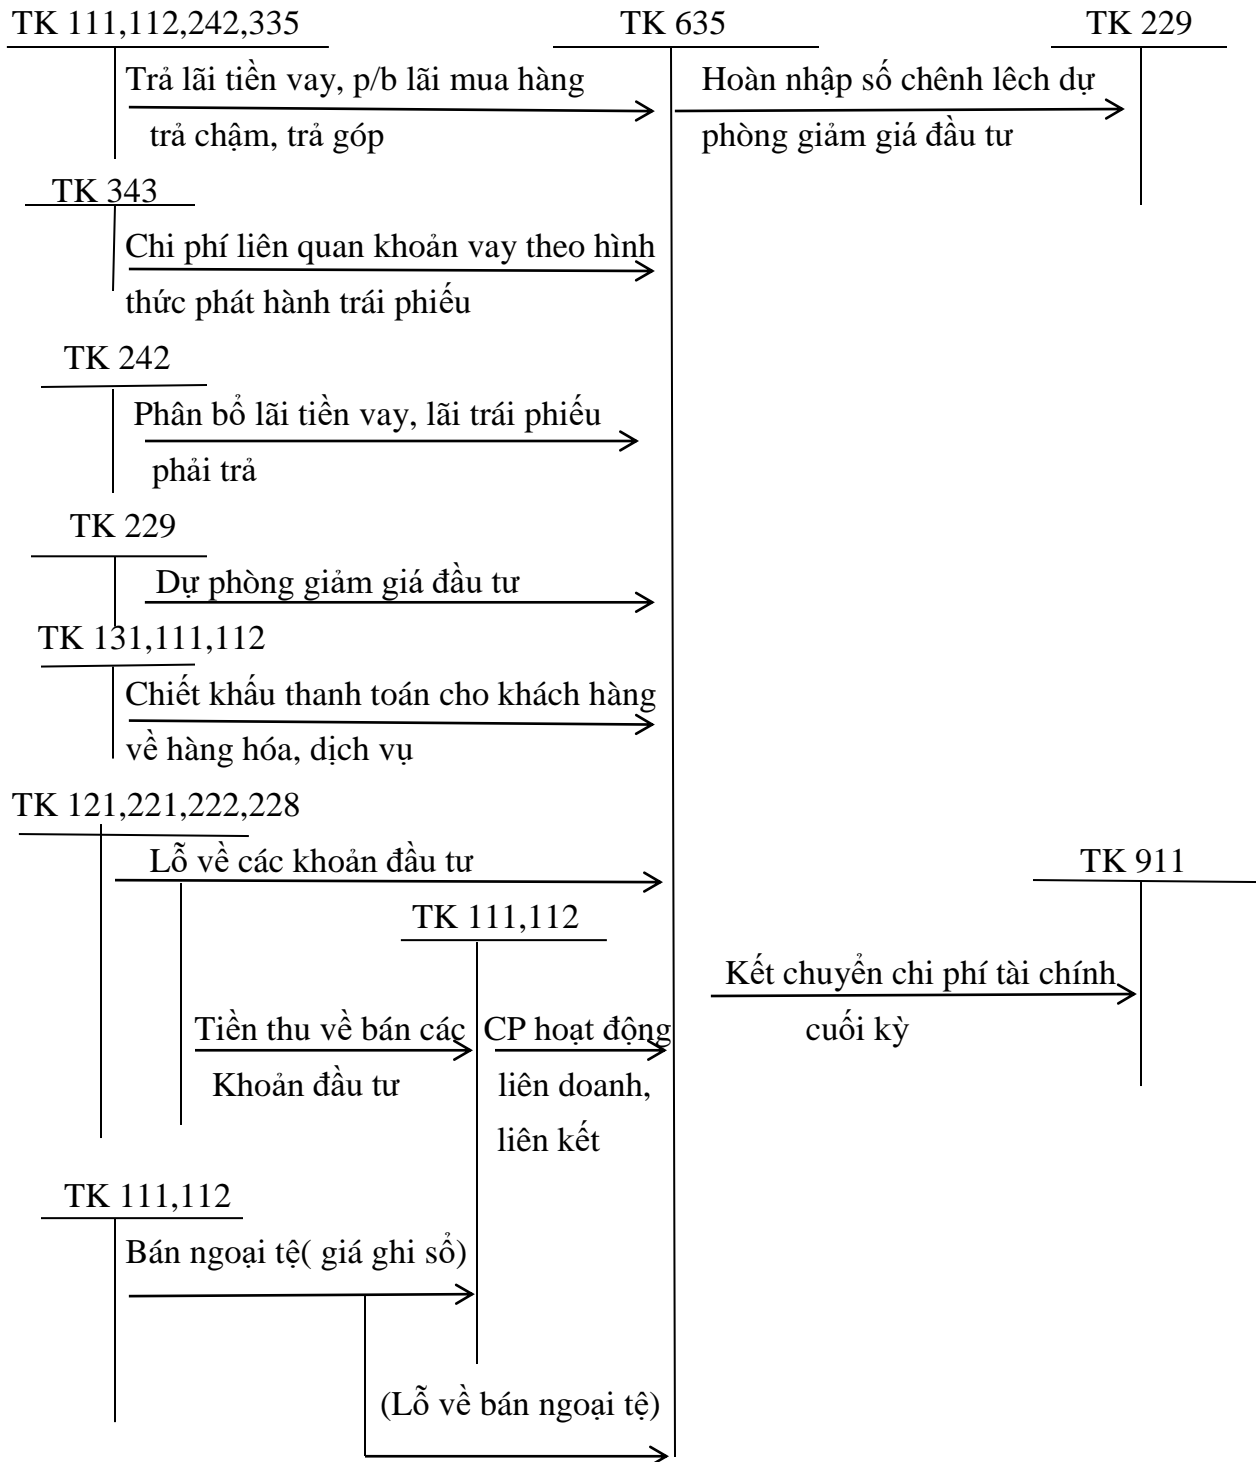 TK 111,112,242,335
TK 635
TK 229
Trả lãi tiền vay, p/b lãi mua hàng
trả chậm, trả góp
Hoàn nhập số chênh lêch dự
phòng giảm giá đầu tư
TK 343
Chi phí liên quan khoản vay theo hình
thức phát hành trái phiếu
TK 242
Phân bổ lãi tiền vay, lãi trái phiếu
phải trả
TK 229
Dự phòng giảm giá đầu tư
TK 131,111,112
Chiết khấu thanh toán cho khách hàng
về hàng hóa, dịch vụ
TK 121,221,222,228
Lỗ về các khoản đầu tư
TK 911
TK 111,112
Kết chuyển chi phí tài chính
cuối kỳ
Tiền thu về bán các
Khoản đầu tư
CP hoạt động
liên doanh,
liên kết
TK 111,112
Bán ngoại tệ( giá ghi sổ)
(Lỗ về bán ngoại tệ)